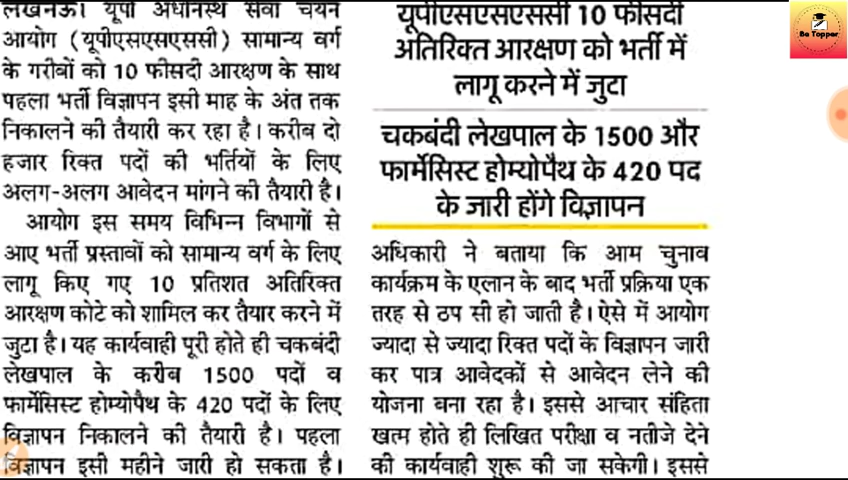 लखनऊ। यूपी अधीनस्थ सेवा चयन
आयोग (यूपीएसएसएससी) सामान्य वर्ग
के गरीबों को 10 फीसदी आरक्षण के साथ
पहला भर्ती विज्ञापन इसी माह के अंत तक
निकालने की तैयारी कर रहा है। करीब दो
हजार रिक्त पदों की भर्तियों के लिए
अलग-अलग आवेदन मांगने की तैयारी है।
आयोग इस समय विभिन्न विभागों से
आए भर्ती प्रस्तावों को सामान्य वर्ग के लिए
लागू किए गए 10 प्रतिशत अतिरिक्त
आरक्षण कोटे को शामिल कर तैयार करने में
जुटा है। यह कार्यवाही पूरी होते ही चकबंदी
लेखपाल के करीब 1500 पदों व
फार्मेसिस्ट होम्योपैथ के 420 पदों के लिए
विज्ञापन निकालने की तैयारी है। पहला
विज्ञापन इसी महीने जारी हो सकता है।
यूपीएसएसएससी 10 फीसदी
अतिरिक्त आरक्षण को भर्ती में
लागू करने में जुटा
चकबंदी लेखपाल के 1500 और
फार्मेसिस्ट होम्योपैथ के 420 पद
के जारी होंगे विज्ञापन
अधिकारी ने बताया कि आम चुनाव
कार्यक्रम के एलान के बाद भर्ती प्रक्रिया एक
तरह से ठप सी हो जाती है। ऐसे में आयोग
ज्यादा से ज्यादा रिक्त पदों के विज्ञापन जारी
कर पात्र आवेदकों से आवेदन लेने की
योजना बना रहा है। इससे आचार संहिता
खत्म होते ही लिखित परीक्षा व नतीजे देने
की कार्यवाही शुरू की जा सकेगी। इससे
Be Topper